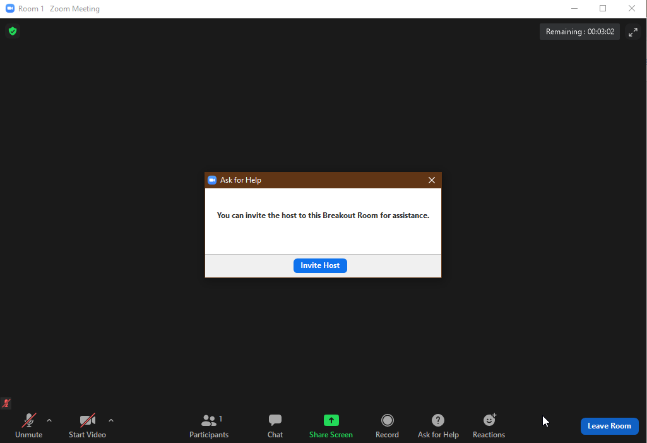 Room 1 Zoom Meeting
Remaining : 00:03:02
Ask for Help
You can invite the host to this Breakout Room for assistance.
Invite Host
Unmute
Start Video
1
Participants
Chat
Share Screen
Record
Ask for Help
Reactions
Leave Room